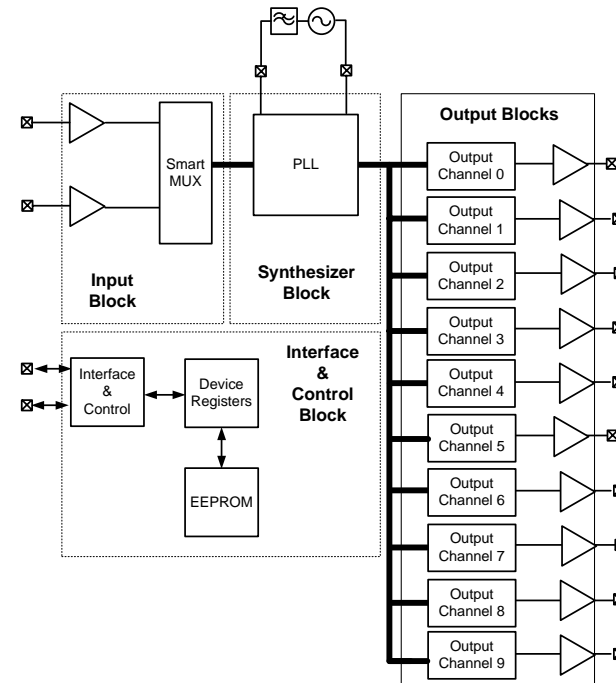 Output Blocks
Smart
MUX
PLL
Output
Channel 0
Output
Channel 1
Input
Block
Synthesizer
Block
Output
Channel 2
Output
Channel 3
Interface
&
Control
Block
Interface
&
Control
Device
Registers
Output
Channel 4
Output
Channel 5
EEPROM
Output
Channel 6
Output
Channel 7
Output
Channel 8
Output
Channel 9